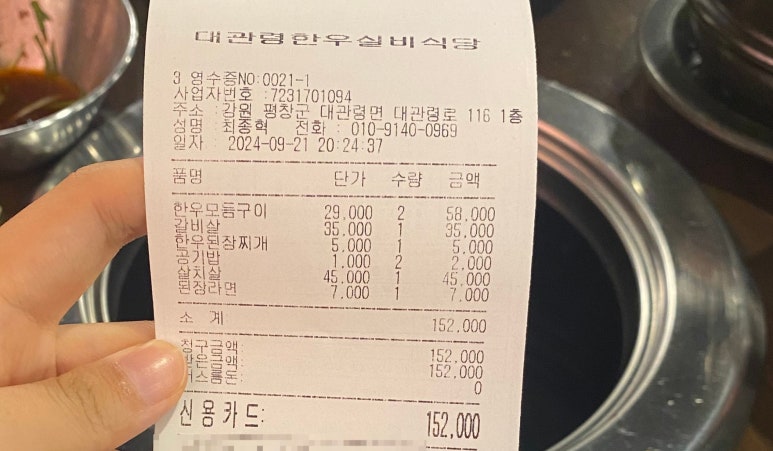 대관령한우실비식당
3 영수증NO:0021-1
사업자번호 :7231701094
주소 :강원 평창군 대관령면 대관령로 116 1층
성명 : 최종혁 전화 : 010-9140-0969
일자 : 2024-09-21 20:24:37
품명 단가 수량 금액
한우모듬구이 29,000 2 58,000
갈비살 35,000 1 35,000
한우된장찌개 5,000 1 5,000
공기밥 1,000 2 2,000
살치살 45,000 1 45,000
된장라면 7,000 1 7,000
소 계 152,000
청구금액: 152,000
받은금액: 152,000
거스름돈: 0
신용카드: 152,000